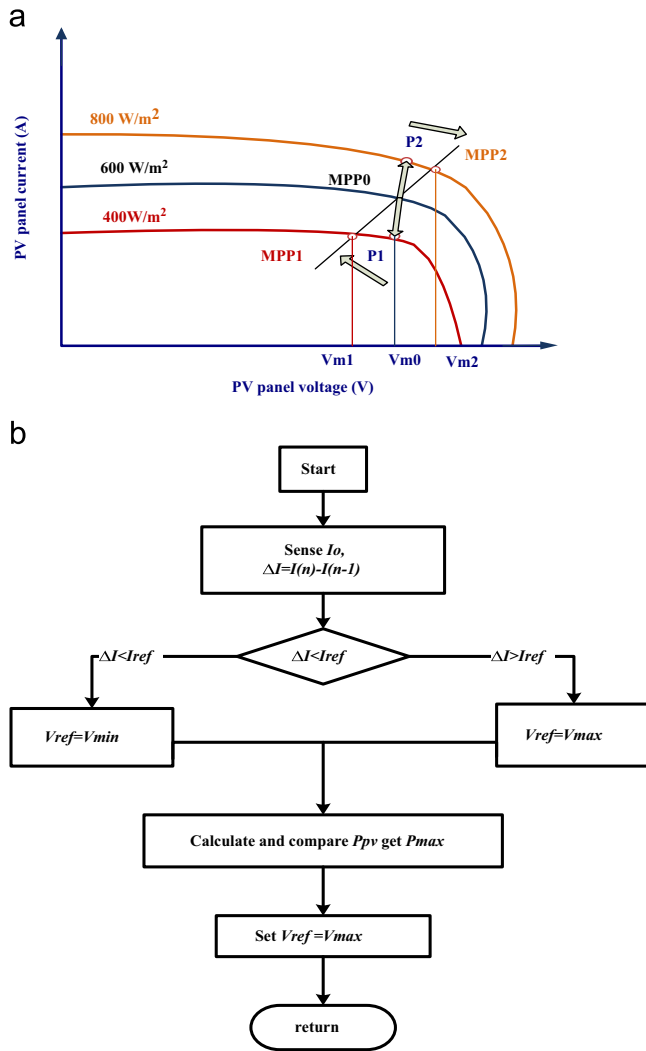 a
PV panel current (A)
800 W/m²
P2
MPP2
600 W/m²
MPP0
400W/m²
MPP1
P1
Vm1
Vm0
Vm2
PV panel voltage (V)
b
Start
Sense Io,
ΔI=I(n)-I(n-1)
ΔI<Iref
ΔI<Iref
ΔI>Iref
Vref=Vmin
Vref=Vmax
Calculate and compare Ppv get Pmax
Set Vref =Vmax
return